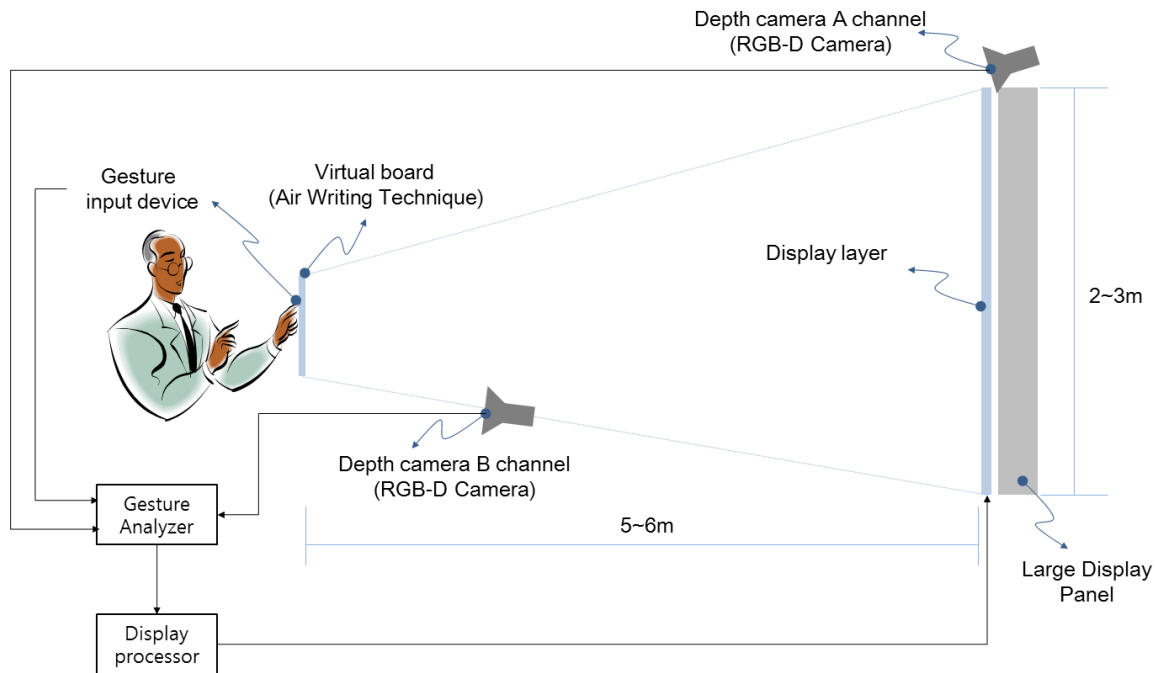 Depth camera A channel
(RGB-D Camera)
Gesture
input device
Virtual board
(Air Writing Technique)
Display layer
2~3m
Depth camera B channel
(RGB-D Camera)
Gesture
Analyzer
5~6m
Large Display
Panel
Display
processor